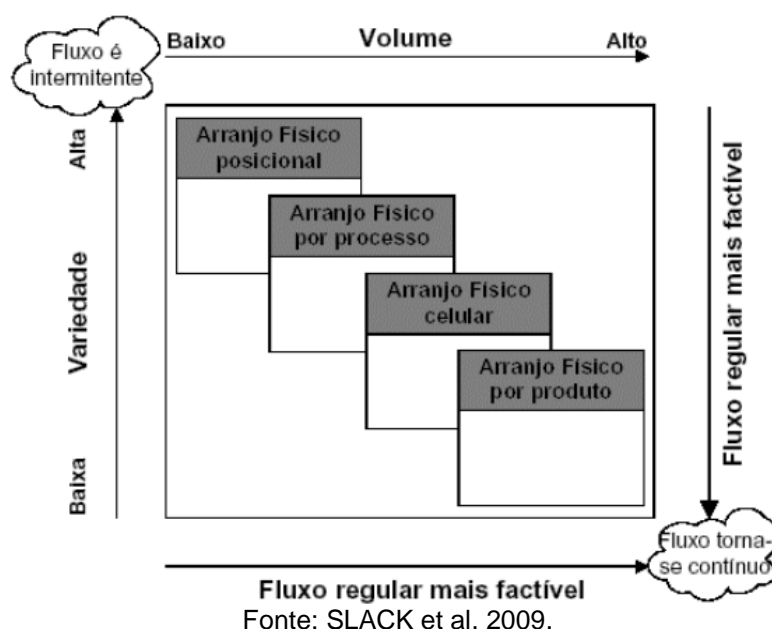 Fluxo é
intermitente
Baixo Volume Alto
Alta
Variedade
Baixa
Arranjo Físico
posicional
Arranjo Físico
por processo
Arranjo Físico
celular
Arranjo Físico
por produto
Fluxo regular mais factível
Fluxo torna-
se contínuo
Fluxo regular mais factível
Fonte: SLACK et al. 2009.